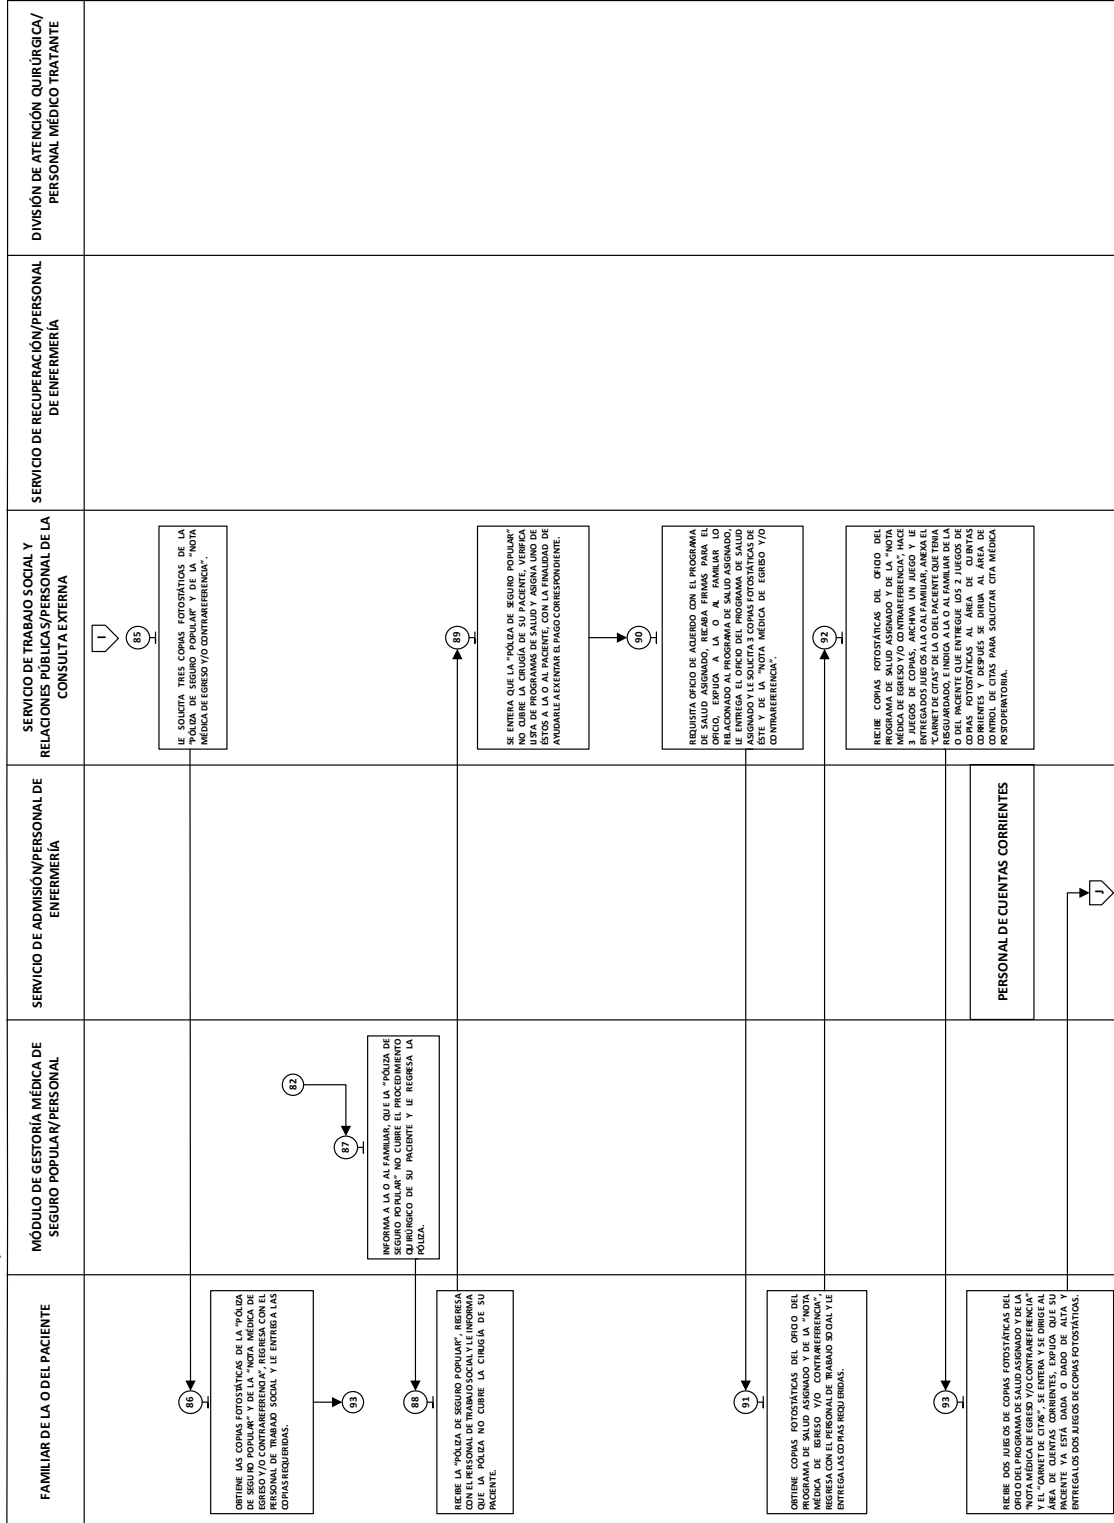 FAMILIAR DE LA O DEL PACIENTE
MÓDULO DE GESTORÍA MÉDICA DE
SEGURO POPULAR/PERSONAL
SERVICIO DE ADMISIÓN/PERSONAL DE
ENFERMERÍA
SERVICIO DE TRABAJO SOCIAL Y
RELACIONES PÚBLICAS/PERSONAL DE LA
CONSULTA EXTERNA
SERVICIO DE RECUPERACIÓN/PERSONAL
DE ENFERMERÍA
DIVISIÓN DE ATENCIÓN QUIRÚRGICA/
PERSONAL MÉDICO TRATANTE
I
85
LE SOLICITA TRES COPIAS FOTOSTÁTICAS DE LA
"PÓLIZA DE SEGURO POPULAR" Y DE LA "NOTA
MÉDICA DE EGRESO Y/O CONTRAREFERENCIA".
86
OBTIENE LAS COPIAS FOTOSTÁTICAS DE LA "PÓLIZA
DE SEGURO POPULAR" Y DE LA "NOTA MÉDICA DE
EGRESO Y/O CONTRAREFERENCIA", REGRESA CON EL
PERSONAL DE TRABAJO SOCIAL Y LE ENTREGA LAS
COPIAS REQUERIDAS.
93
82
87
INFORMA A LA O AL FAMILIAR, QUE LA "PÓLIZA DE
SEGURO POPULAR" NO CUBRE EL PROCEDIMIENTO
QUIRÚRGICO DE SU PACIENTE Y LE REGRESA LA
PÓLIZA.
88
RECIBE LA "PÓLIZA DE SEGURO POPULAR", REGRESA
CON EL PERSONAL DE TRABAJO SOCIAL Y LE INFORMA
QUE LA PÓLIZA NO CUBRE LA CIRUGÍA DE SU
PACIENTE.
89
SE ENTERA QUE LA "PÓLIZA DE SEGURO POPULAR"
NO CUBRE LA CIRUGÍA DE SU PACIENTE, VERIFICA
LISTA DE PROGRAMAS DE SALUD Y ASIGNA UNO DE
ÉSTOS A LA O AL PACIENTE, CON LA FINALIDAD DE
AYUDARLE A EXENTAR EL PAGO CORRESPONDIENTE.
90
REQUISITA OFICIO DE ACUERDO CON EL PROGRAMA
DE SALUD ASIGNADO, RECABA FIRMAS PARA EL
OFICIO, EXPLICA A LA O AL FAMILIAR LO
RELACIONADO AL PROGRAMA DE SALUD ASIGNADO,
LE ENTREGA EL OFICIO DEL PROGRAMA DE SALUD
ASIGNADO Y LE SOLICITA 3 COPIAS FOTOSTÁTICAS DE
ÉSTE Y DE LA "NOTA MÉDICA DE EGRESO Y/O
CONTRAREFERENCIA".
91
OBTIENE COPIAS FOTOSTÁTICAS DEL OFICIO DEL
PROGRAMA DE SALUD ASIGNADO Y DE LA "NOTA
MÉDICA DE EGRESO Y/O CONTRAREFERENCIA",
REGRESA CON EL PERSONAL DE TRABAJO SOCIAL Y LE
ENTREGA LAS COPIAS REQUERIDAS.
92
RECIBE COPIAS FOTOSTÁTICAS DEL OFICIO DEL
PROGRAMA DE SALUD ASIGNADO Y DE LA "NOTA
MÉDICA DE EGRESO Y/O CONTRAREFERENCIA", HACE
3 JUEGOS DE COPIAS, ARCHIVA UN JUEGO Y LE
ENTREGA DOS JUEGOS A LA O AL FAMILIAR, ANEXA EL
"CARNET DE CITAS" DE LA O DEL PACIENTE QUE TENIA
RESGUARDADO, E INDICA A LA O AL FAMILIAR DE LA
O DEL PACIENTE QUE ENTREGUE LOS 2 JUEGOS DE
COPIAS FOTOSTÁTICAS AL ÁREA DE CUENTAS
CORRIENTES Y DESPUÉS SE DIRIJA AL ÁREA DE
CONTROL DE CITAS PARA SOLICITAR CITA MÉDICA
POSTOPERATORIA.
93
RECIBE DOS JUEGOS DE COPIAS FOTOSTÁTICAS DEL
OFICIO DEL PROGRAMA DE SALUD ASIGNADO Y DE LA
"NOTA MÉDICA DE EGRESO Y/O CONTRAREFERENCIA"
Y EL "CARNET DE CITAS", SE ENTERA Y SE DIRIGE AL
ÁREA DE CUENTAS CORRIENTES, EXPLICA QUE SU
PACIENTE YA ESTÁ DADA O DADO DE ALTA Y
ENTREGA LOS DOS JUEGOS DE COPIAS FOTOSTÁTICAS.
PERSONAL DE CUENTAS CORRIENTES
J